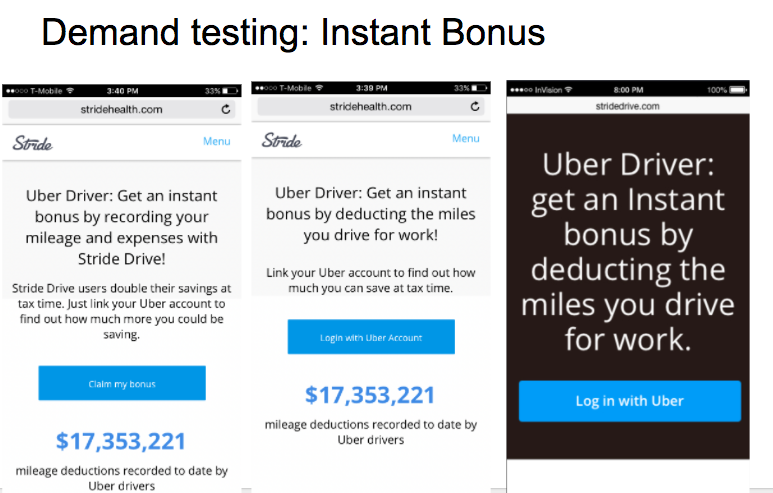 Demand testing: Instant Bonus
T-Mobile 3:40 PM 33%
stridehealth.com
Stride Menu
Uber Driver: Get an instant
bonus by recording your
mileage and expenses with
Stride Drive!
Stride Drive users double their savings at
tax time. Just link your Uber account to
find out how much more you could be
saving.
Claim my bonus
$17,353,221
mileage deductions recorded to date by
Uber drivers
T-Mobile 3:39 PM 33%
stridehealth.com
Stride Menu
Uber Driver: Get an instant
bonus by deducting the miles
you drive for work!
Link your Uber account to find out how
much you can save at tax time.
Login with Uber Account
$17,353,221
mileage deductions recorded to date by
Uber drivers
InVision 8:00 PM 100%
stridedrive.com
Uber Driver:
get an Instant
bonus by
deducting the
miles you drive
for work.
Log in with Uber